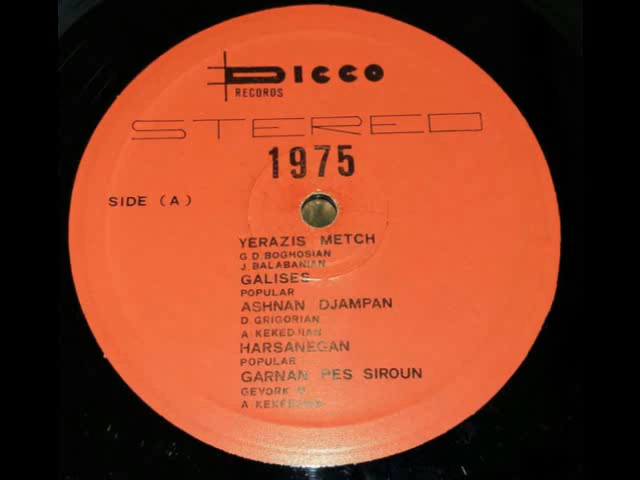 Dicco
RECORDS
STEREO
1975
SIDE (A)
YERAZIS METCH
G.D.BOGHOSIAN
J.BALABANIAN
GALISES
POPULAR
ASHNAN DJAMPAN
D.GRIGORIAN
A.KEKEDJIAN
HARSANEGAN
POPULAR
GARNAN PES SIROUN
GEVORK
A.KEKEDJIAN